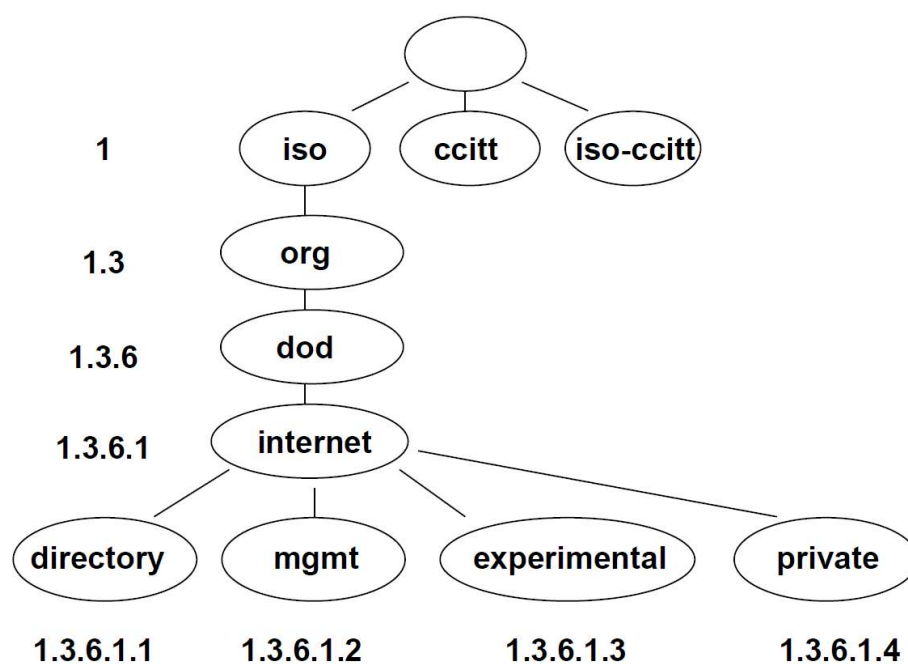 1 iso ccitt iso-ccitt
1.3 org
1.3.6 dod
1.3.6.1 internet
directory mgmt experimental private
1.3.6.1.1 1.3.6.1.2 1.3.6.1.3 1.3.6.1.4